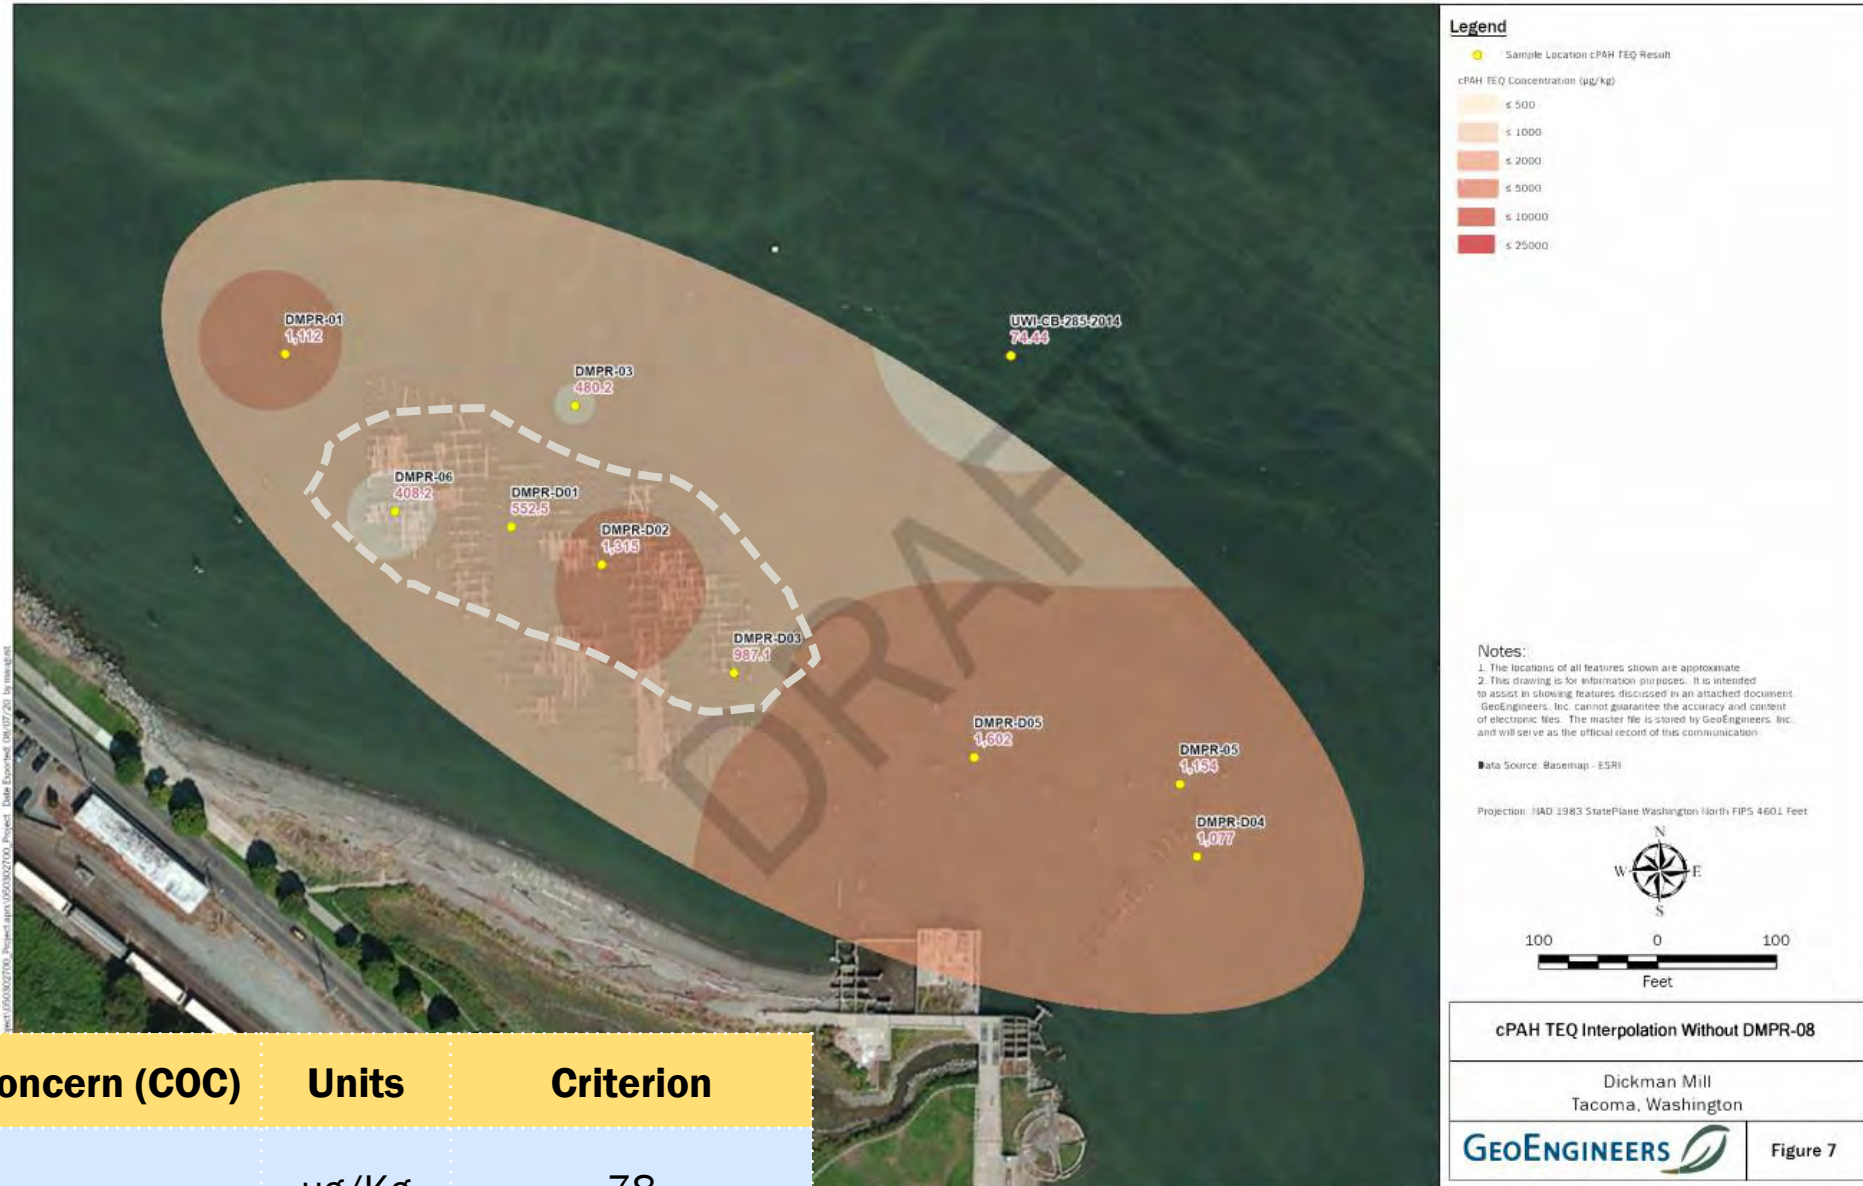 Legend
Sample Location cPAH TEQ Result
cPAH TEQ Concentration (µg/kg)
≤ 500
≤ 1000
≤ 2000
≤ 5000
≤ 10000
≤ 25000
DMPR-01
1,112
DMPR-03
480.2
UWI-CB-285-2014
74.44
DMPR-06
408.2
DMPR-D01
552.5
DMPR-D02
1,315
DMPR-D03
987.1
DMPR-D05
1,602
DMPR-05
1,154
DMPR-D04
1,077
DRAFT
Notes:
1. The locations of all features shown are approximate.
2. This drawing is for information purposes. It is intended
to assist in showing features discussed in an attached document.
GeoEngineers, Inc. cannot guarantee the accuracy and content
of electronic files. The master file is stored by GeoEngineers, Inc.
and will serve as the official record of this communication.
Data Source: Basemap - ESRI
Projection: NAD 1983 StatePlane Washington North FIPS 4601 Feet
N
W E
S
100 0 100
Feet
cPAH TEQ Interpolation Without DMPR-08
Dickman Mill
Tacoma, Washington
GEOENGINEERS
Figure 7
oncern (COC) Units Criterion
µg/Kg 78
Date Exported: 08/07/20